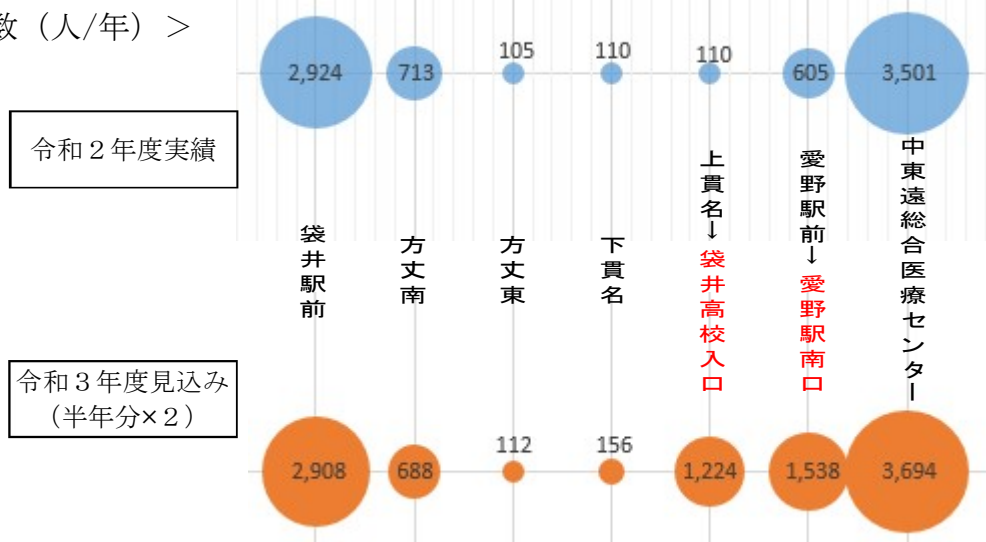 数（人/年）＞
2,924
713
105
110
110
605
3,501
令和２年度実績
袋井駅前
方丈南
方丈東
下貫名
上貫名→袋井高校入口
愛野駅前→愛野駅南口
中東遠総合医療センター
令和３年度見込み
（半年分×２）
2,908
688
112
156
1,224
1,538
3,694